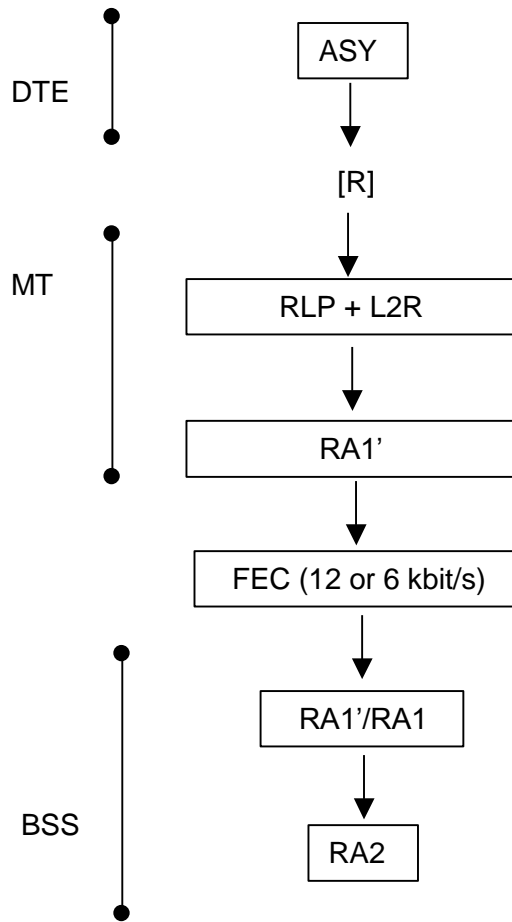 ASY
DTE
[R]
MT
RLP + L2R
RA1’
FEC (12 or 6 kbit/s)
RA1’/RA1
BSS
RA2